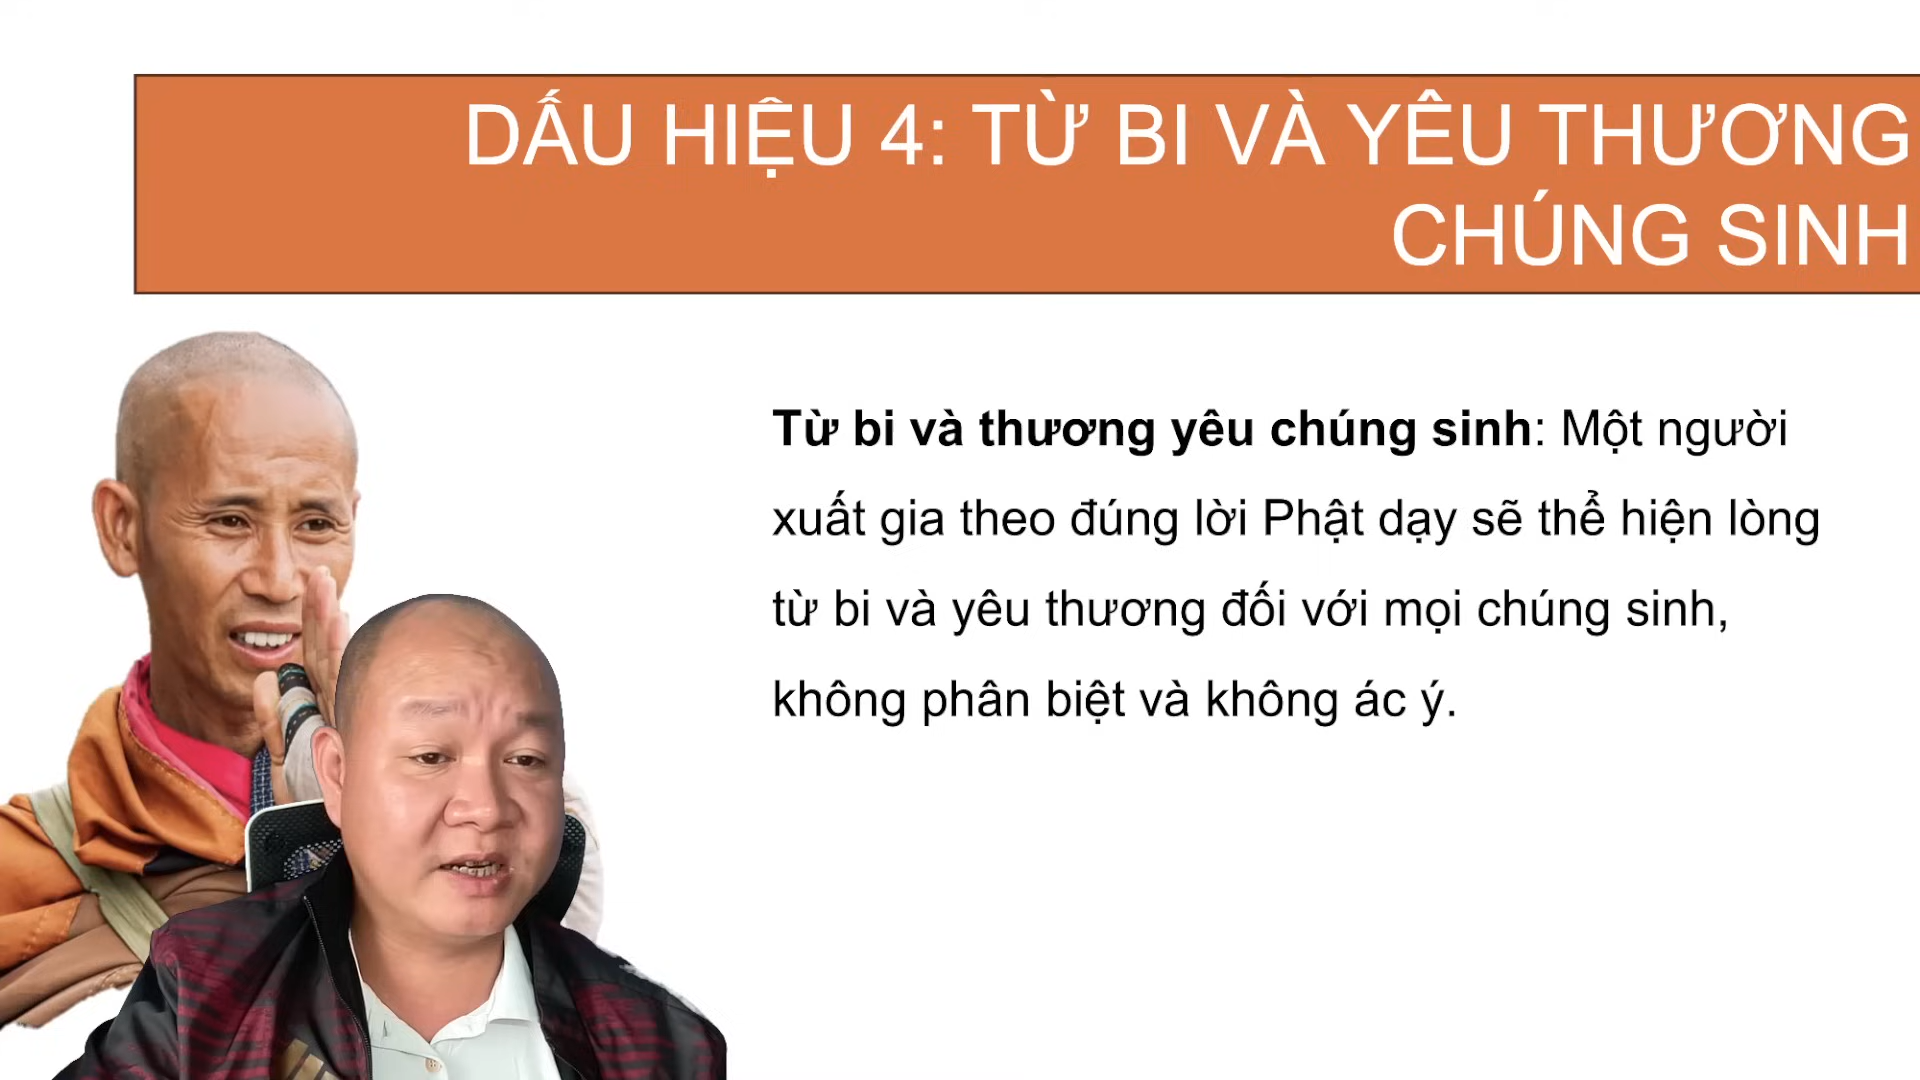 DẤU HIỆU 4: TỪ BI VÀ YÊU THƯƠNG
CHÚNG SINH
Từ bi và thương yêu chúng sinh: Một người
xuất gia theo đúng lời Phật dạy sẽ thể hiện lòng
từ bi và yêu thương đối với mọi chúng sinh,
không phân biệt và không ác ý.